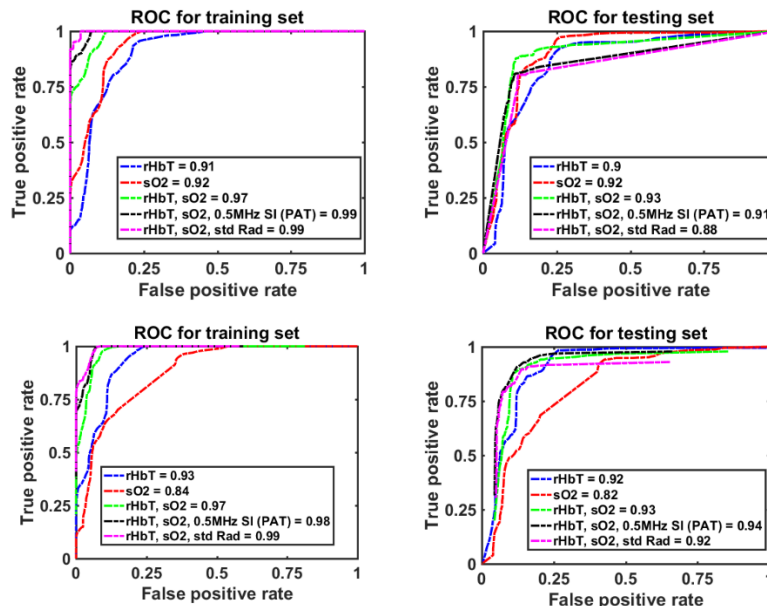 ROC for training set
True positive rate
1
0.75
0.5
0.25
0
rHbT = 0.91
sO2 = 0.92
rHbT, sO2 = 0.97
rHbT, sO2, 0.5MHz SI (PAT) = 0.99
rHbT, sO2, std Rad = 0.99
0 0.25 0.5 0.75 1
False positive rate
ROC for testing set
True positive rate
1
0.75
0.5
0.25
0
rHbT = 0.9
sO2 = 0.92
rHbT, sO2 = 0.93
rHbT, sO2, 0.5MHz SI (PAT) = 0.91
rHbT, sO2, std Rad = 0.88
0 0.25 0.5 0.75
False positive rate
ROC for training set
True positive rate
1
0.75
0.5
0.25
0
rHbT = 0.93
sO2 = 0.84
rHbT, sO2 = 0.97
rHbT, sO2, 0.5MHz SI (PAT) = 0.98
rHbT, sO2, std Rad = 0.99
0 0.25 0.5 0.75 1
False positive rate
ROC for testing set
True positive rate
1
0.75
0.5
0.25
0
rHbT = 0.92
sO2 = 0.82
rHbT, sO2 = 0.93
rHbT, sO2, 0.5MHz SI (PAT) = 0.94
rHbT, sO2, std Rad = 0.92
0 0.25 0.5 0.75
False positive rate